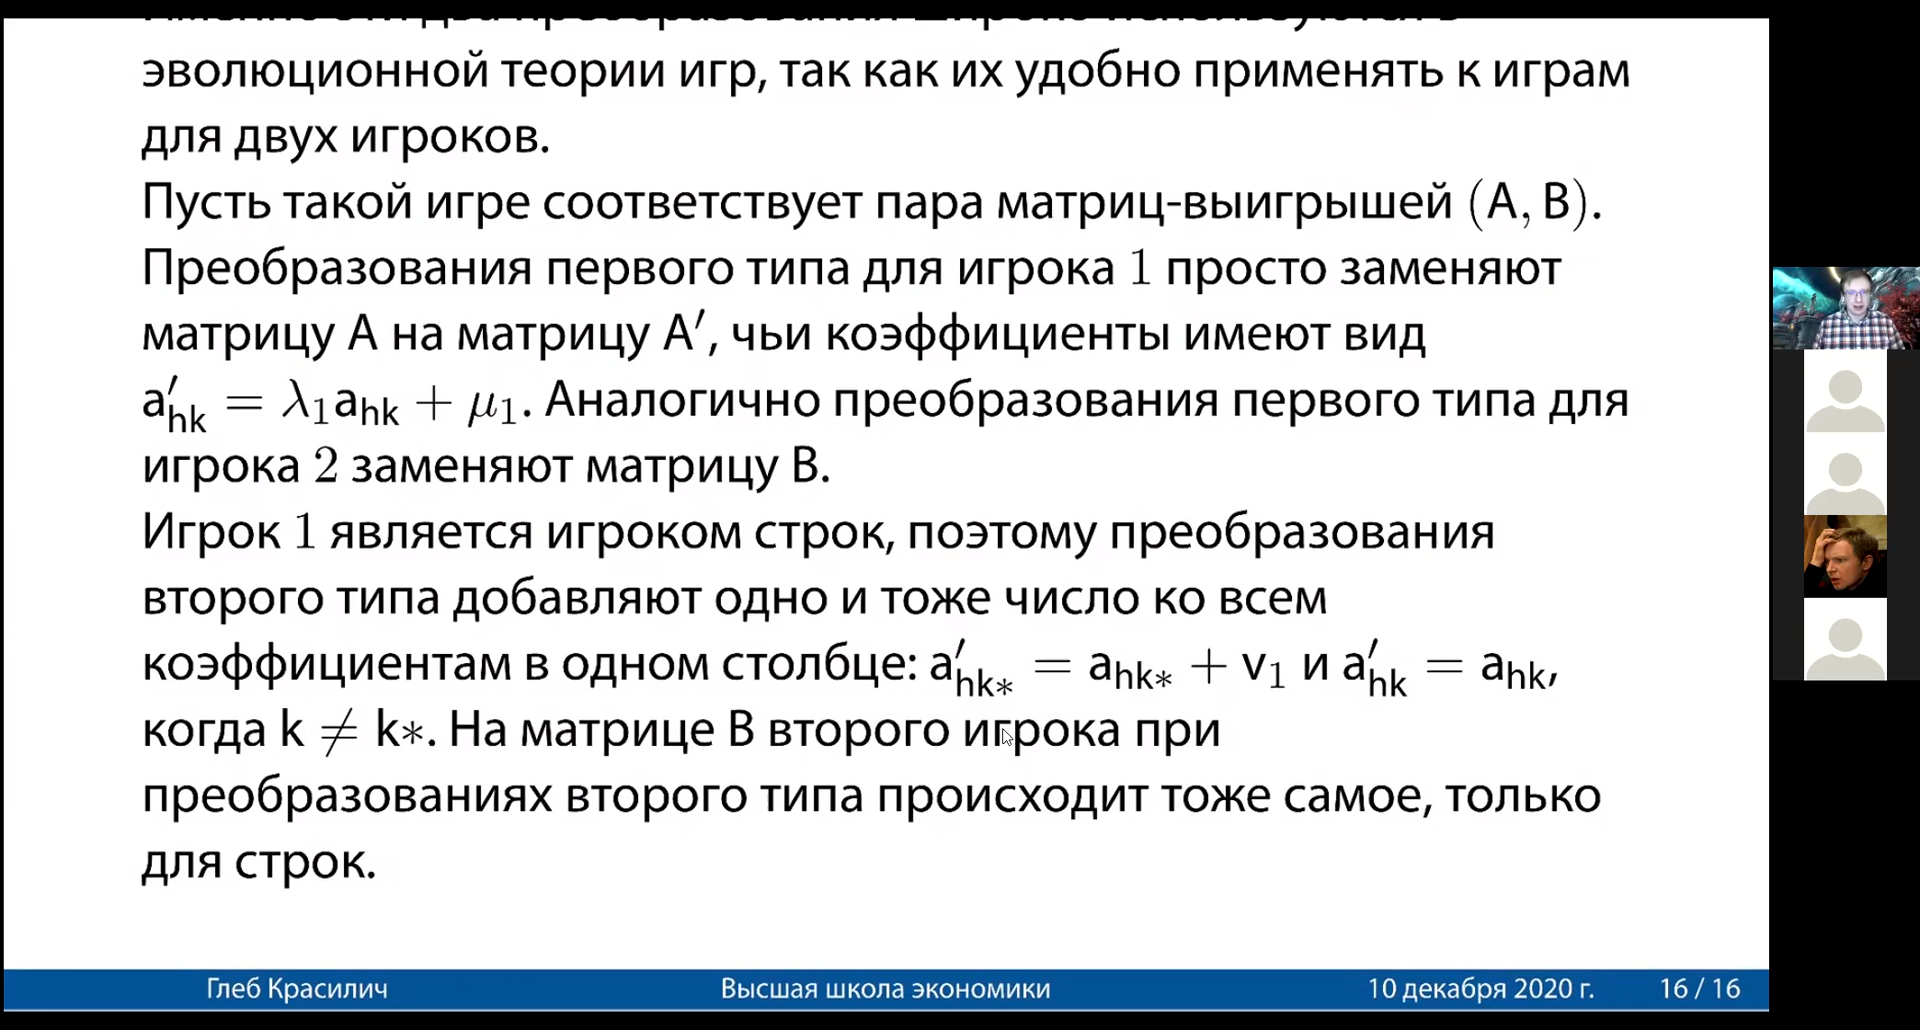 эволюционной теории игр, так как их удобно применять к играм
для двух игроков.
Пусть такой игре соответствует пара матриц-выигрышей (A, B).
Преобразования первого типа для игрока 1 просто заменяют
матрицу A на матрицу A′, чьи коэффициенты имеют вид
a′hk = λ1ahk + μ1. Аналогично преобразования первого типа для
игрока 2 заменяют матрицу B.
Игрок 1 является игроком строк, поэтому преобразования
второго типа добавляют одно и тоже число ко всем
коэффициентам в одном столбце: a′hk∗ = ahk∗ + v1 и a′hk = ahk,
когда k ≠ k∗. На матрице B второго игрока при
преобразованиях второго типа происходит тоже самое, только
для строк.
Глеб Красилич
Высшая школа экономики
10 декабря 2020 г.
16 / 16